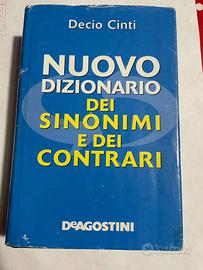 Decio Cinti
NUOVO
DIZIONARIO
DEI
SINONIMI
E DEI
CONTRARI
DEAGOSTINI